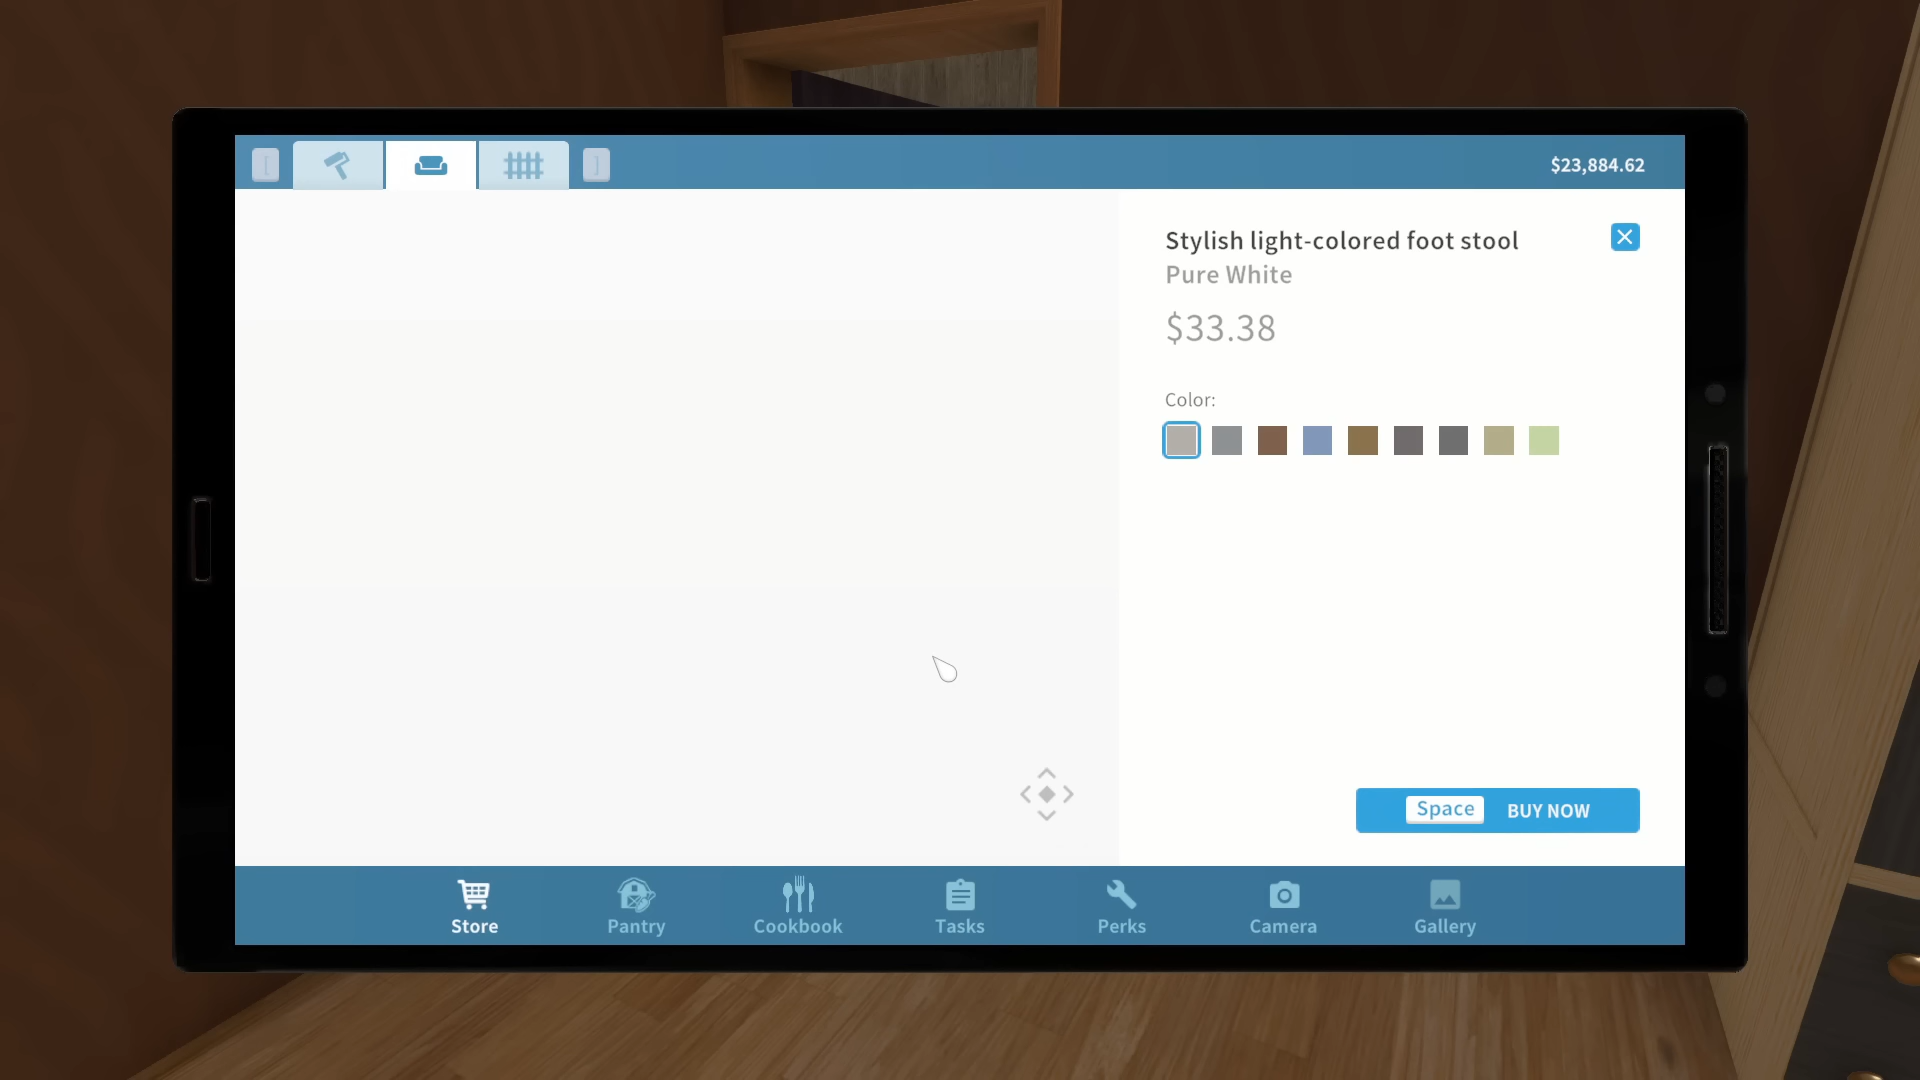 [
]
$23,884.62
Stylish light-colored foot stool
Pure White
$33.38
Color:
Space BUY NOW
Store
Pantry
Cookbook
Tasks
Perks
Camera
Gallery